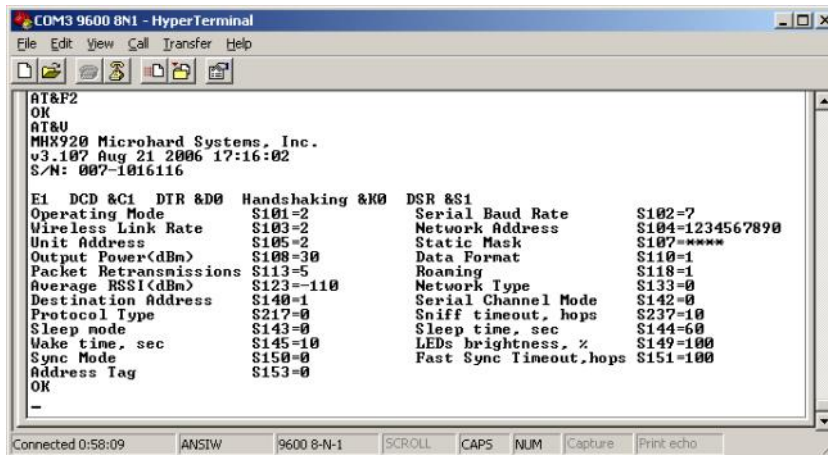 COM3 9600 8N1 - HyperTerminal
File Edit View Call Transfer Help
AT&F2
OK
AT&V
MHX920 Microhard Systems, Inc.
v3.107 Aug 21 2006 17:16:02
S/N: 007-1016116
E1 DCD &C1 DTR &D0 Handshaking &K0 DSR &S1
Operating Mode S101=2 Serial Baud Rate S102=7
Wireless Link Rate S103=2 Network Address S104=1234567890
Unit Address S105=2 Static Mask S107=****
Output Power(dBm) S108=30 Data Format S110=1
Packet Retransmissions S113=5 Roaming S118=1
Average RSSI(dBm) S123=-110 Network Type S133=0
Destination Address S140=1 Serial Channel Mode S142=0
Protocol Type S217=0 Sniff timeout, hops S237=10
Sleep mode S143=0 Sleep time, sec S144=60
Wake time, sec S145=10 LEDs brightness, % S149=100
Sync Mode S150=0 Fast Sync Timeout,hops S151=100
Address Tag S153=0
OK
_
Connected 0:58:09 ANSIW 9600 8-N-1 SCROLL CAPS NUM Capture Print echo